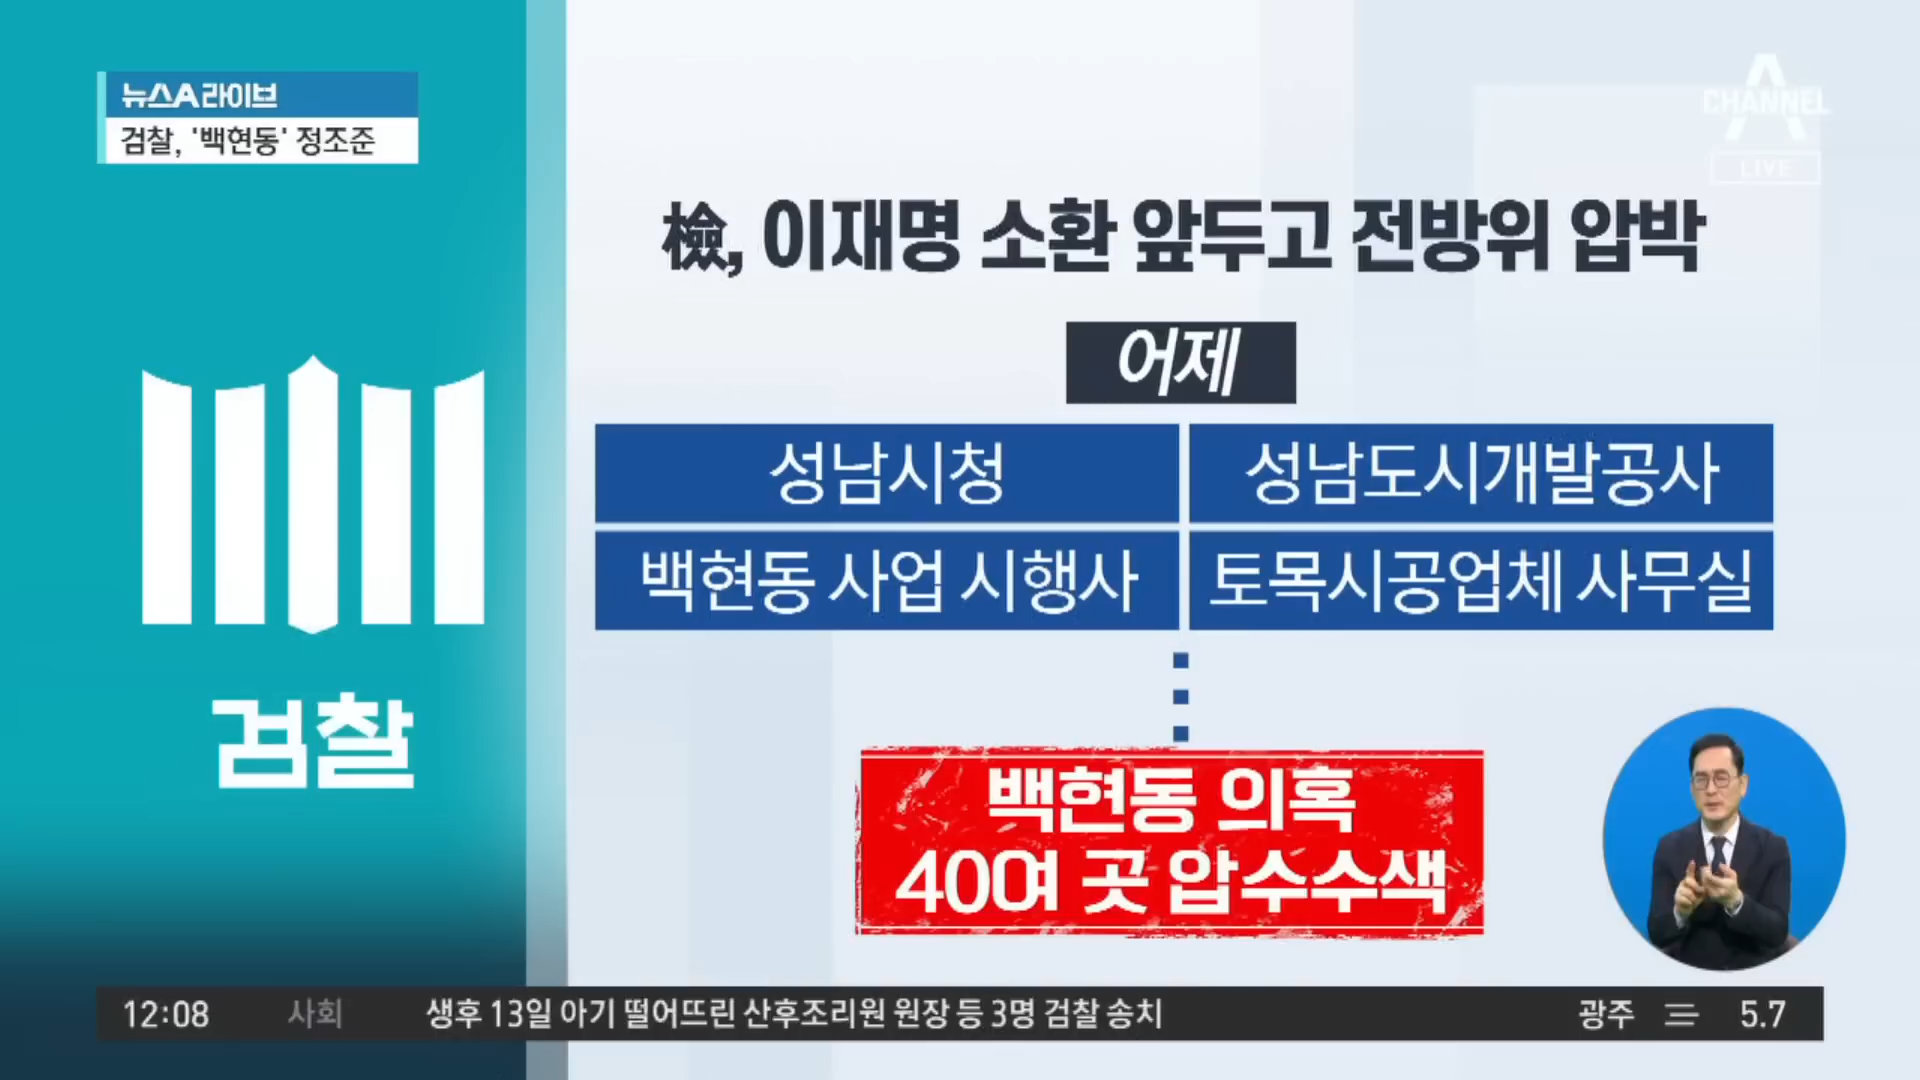 뉴스A라이브
검찰, '백현동' 정조준
CHANNEL A
LIVE
檢, 이재명 소환 앞두고 전방위 압박
어제
성남시청
성남도시개발공사
백현동 사업 시행사
토목시공업체 사무실
검찰
백현동 의혹
40여 곳 압수수색
12:08 사회 생후 13일 아기 떨어뜨린 산후조리원 원장 등 3명 검찰 송치 광주 5.7